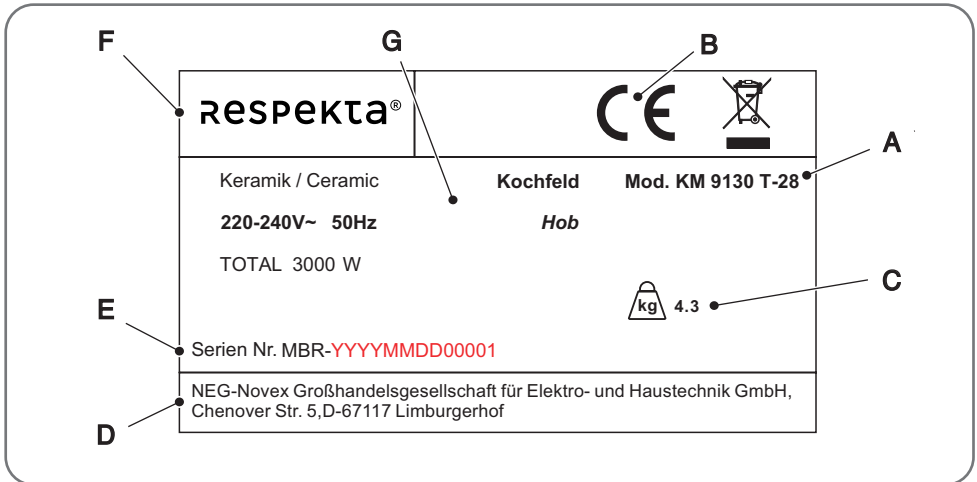 F
G
B
Respekta®
CE
A
Keramik / Ceramic
Kochfeld
Mod. KM 9130 T-28
220-240V~ 50Hz
Hob
TOTAL 3000 W
C
kg 4.3
E
Serien Nr. MBR-YYYYMMDD00001
NEG-Novex Großhandelsgesellschaft für Elektro- und Haustechnik GmbH,
Chenover Str. 5,D-67117 Limburgerhof
D